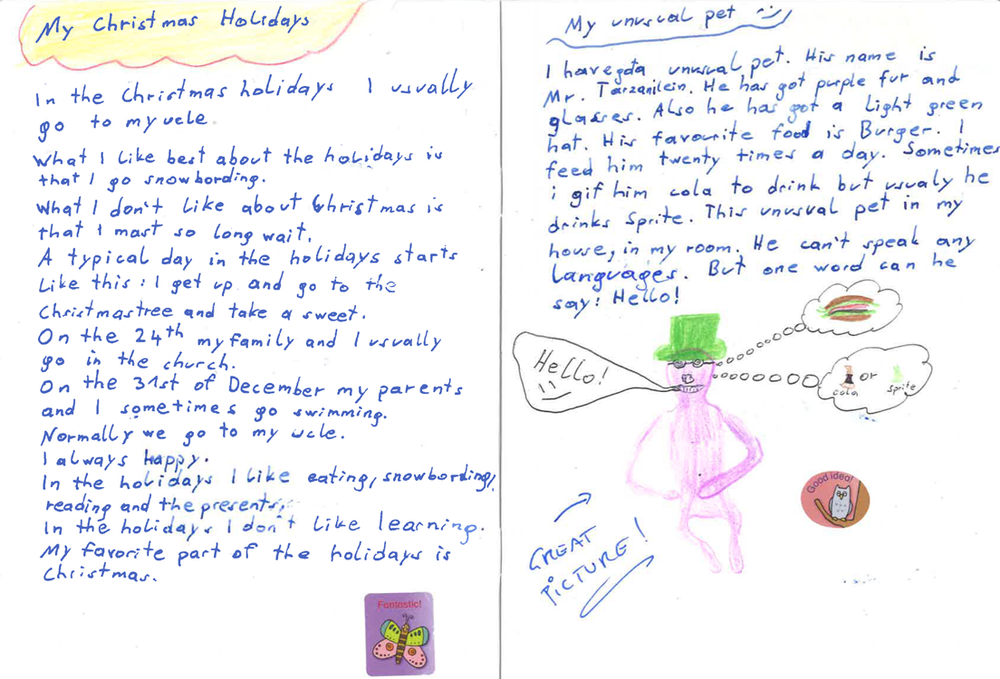 My Christmas Holidays
In the Christmas holidays I usually
go to my ucle.
What I like best about the holidays is
that I go snowbording.
What I don't like about Christmas is
that I mast so long wait.
A typical day in the holidays starts
like this: I get up and go to the
Christmastree and take a sweet.
On the 24th my family and I usually
go in the church.
On the 31st of December my parents
and I sometimes go swimming.
Normally we go to my ucle.
I always happy.
In the holidays I like eating, snowbording,
reading and the presents.
In the holidays I don't like learning.
My favorite part of the holidays is
Christmas.
Fantastic!
My unusual pet
I have gota unusual pet. His name is
Mr. Tarzanilein. He has got purple fur and
glasses. Also he has got a light green
hat. His favourite food is Burger. I
feed him twenty times a day. Sometimes
i gif him cola to drink but usualy he
drinks Sprite. This unusual pet in my
house, in my room. He can't speak any
languages. But one word can he
say: Hello!
Hello!
cola or sprite
Good idea!
GREAT
PICTURE!